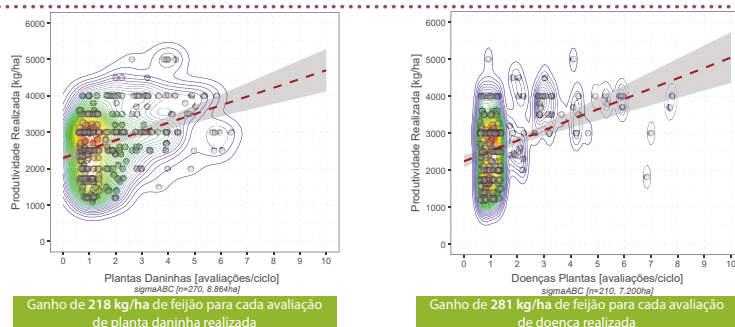 6000
5000
4000
3000
2000
1000
0
Produtividade Realizada [kg/ha]
0 1 2 3 4 5 6 7 8 9 10
Plantas Daninhas [avaliações/ciclo]
sigmaABC [n=270, 8.864ha]
Ganho de 218 kg/ha de feijão para cada avaliação
de planta daninha realizada
6000
5000
4000
3000
2000
1000
0
Produtividade Realizada [kg/ha]
0 1 2 3 4 5 6 7 8 9 10
Doenças Plantas [avaliações/ciclo]
sigmaABC [n=210, 7.200ha]
Ganho de 281 kg/ha de feijão para cada avaliação
de doença realizada